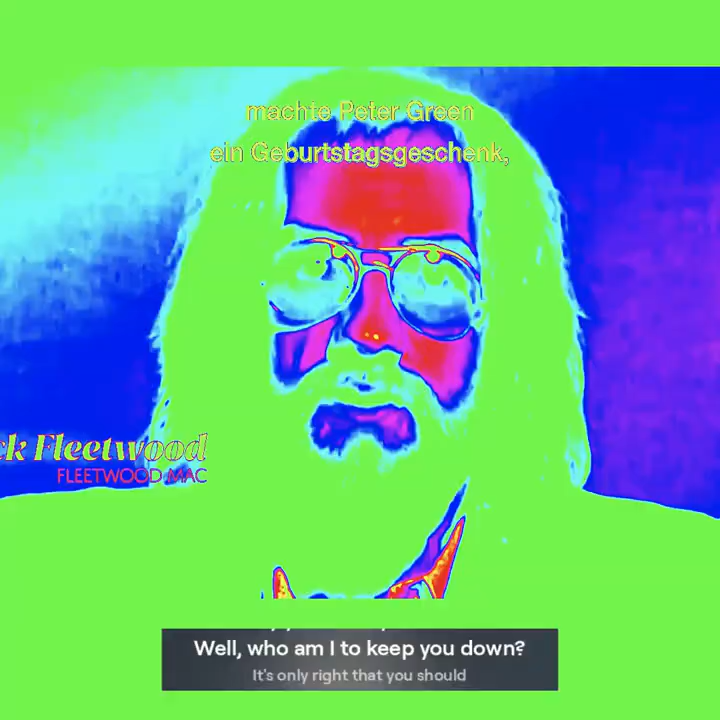 machte Peter Green
ein Geburtstagsgeschenk,
ck Fleetwood
FLEETWOOD MAC
Well, who am I to keep you down?
It's only right that you should